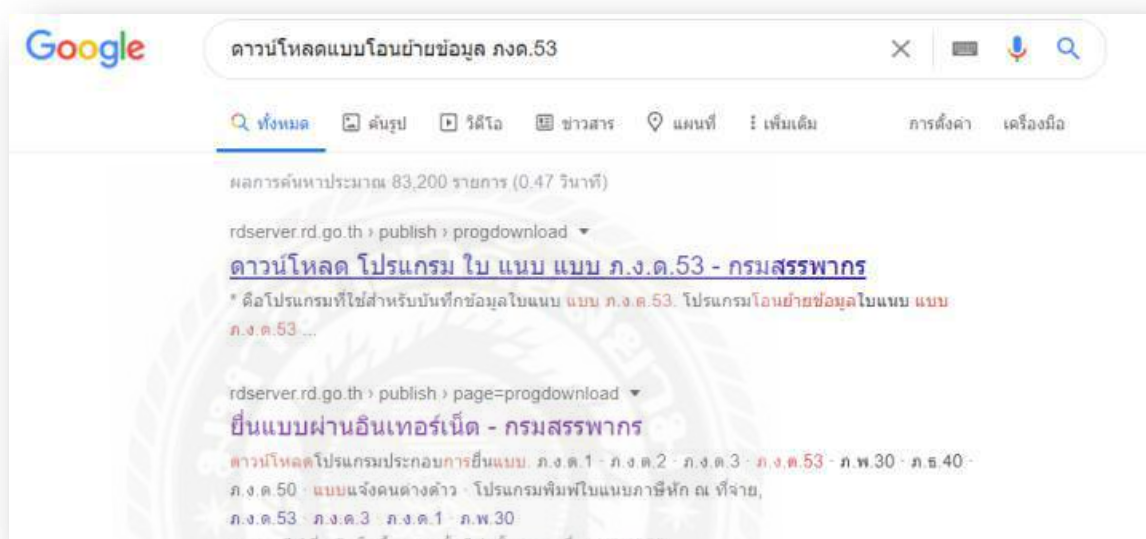 Google
ดาวน์โหลดแบบโอนย้ายข้อมูล ภงด.53
ทั้งหมด ค้นรูป วิดีโอ ข่าวสาร แผนที่ เพิ่มเติม การตั้งค่า เครื่องมือ
ผลการค้นหาประมาณ 83,200 รายการ (0.47 วินาที)
rdserver.rd.go.th › publish › progdownload
ดาวน์โหลด โปรแกรม ใบ แนบ แบบ ภ.ง.ด.53 - กรมสรรพากร
* คือโปรแกรมที่ใช้สำหรับบันทึกข้อมูลใบแนบ แบบ ภ.ง.ด.53. โปรแกรมโอนย้ายข้อมูลใบแนบ แบบ
ภ.ง.ด.53 ...
rdserver.rd.go.th › publish › page=progdownload
ยื่นแบบผ่านอินเทอร์เน็ต - กรมสรรพากร
ดาวน์โหลดโปรแกรมประกอบการยื่นแบบ. ภ.ง.ด.1 · ภ.ง.ด.2 · ภ.ง.ด.3 · ภ.ง.ด.53 · ภ.พ.30 · ภ.ธ.40 ·
ภ.ง.ด.50 · แบบแจ้งคนต่างด้าว · โปรแกรมพิมพ์ใบแนบภาษีหัก ณ ที่จ่าย,
ภ.ง.ด.53 · ภ.ง.ด.3 · ภ.ง.ด.1 · ภ.พ.30